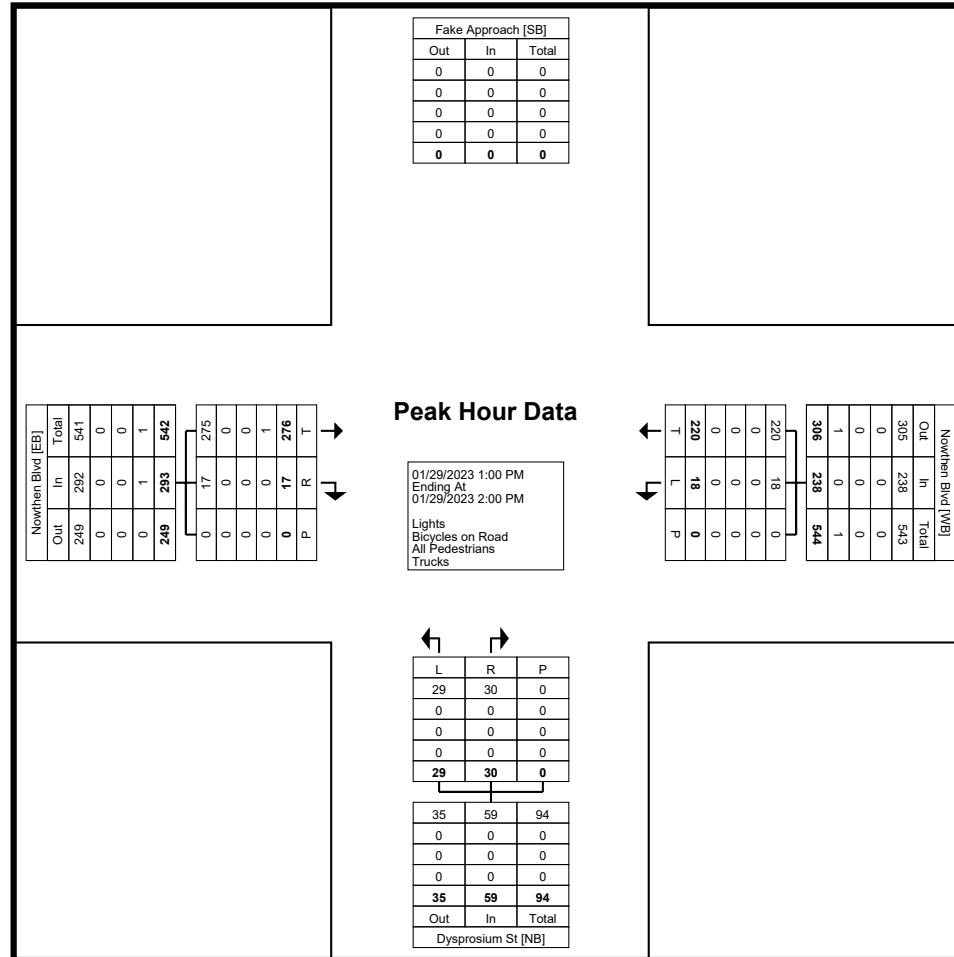 Fake Approach [SB]
Out In Total
0 0 0
0 0 0
0 0 0
0 0 0
0 0 0
Nowthen Blvd [EB]
Out In Total
249 292 541
0 0 0
0 0 0
0 1 1
249 293 542
0 17 275
0 0 0
0 0 0
0 0 1
0 17 276
P R T
Peak Hour Data
01/29/2023 1:00 PM
Ending At
01/29/2023 2:00 PM
Lights
Bicycles on Road
All Pedestrians
Trucks
Nowthen Blvd [WB]
Out In Total
305 238 543
0 0 0
0 0 0
1 0 1
306 238 544
220 18 0
0 0 0
0 0 0
0 0 0
220 18 0
T L P
L R P
29 30 0
0 0 0
0 0 0
0 0 0
29 30 0
35 59 94
0 0 0
0 0 0
0 0 0
35 59 94
Out In Total
Dysprosium St [NB]